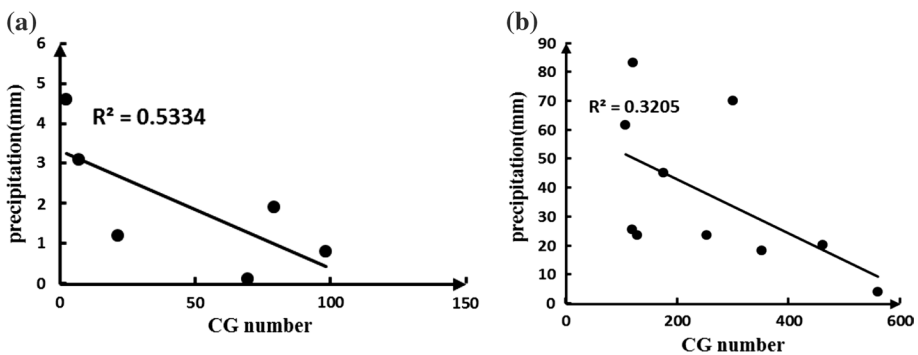 (a)
6
5
4
3
2
1
0
precipitation(mm)
R² = 0.5334
0 50 100 150
CG number
(b)
90
80
70
60
50
40
30
20
10
0
precipitation(mm)
R² = 0.3205
0 200 400 600
CG number